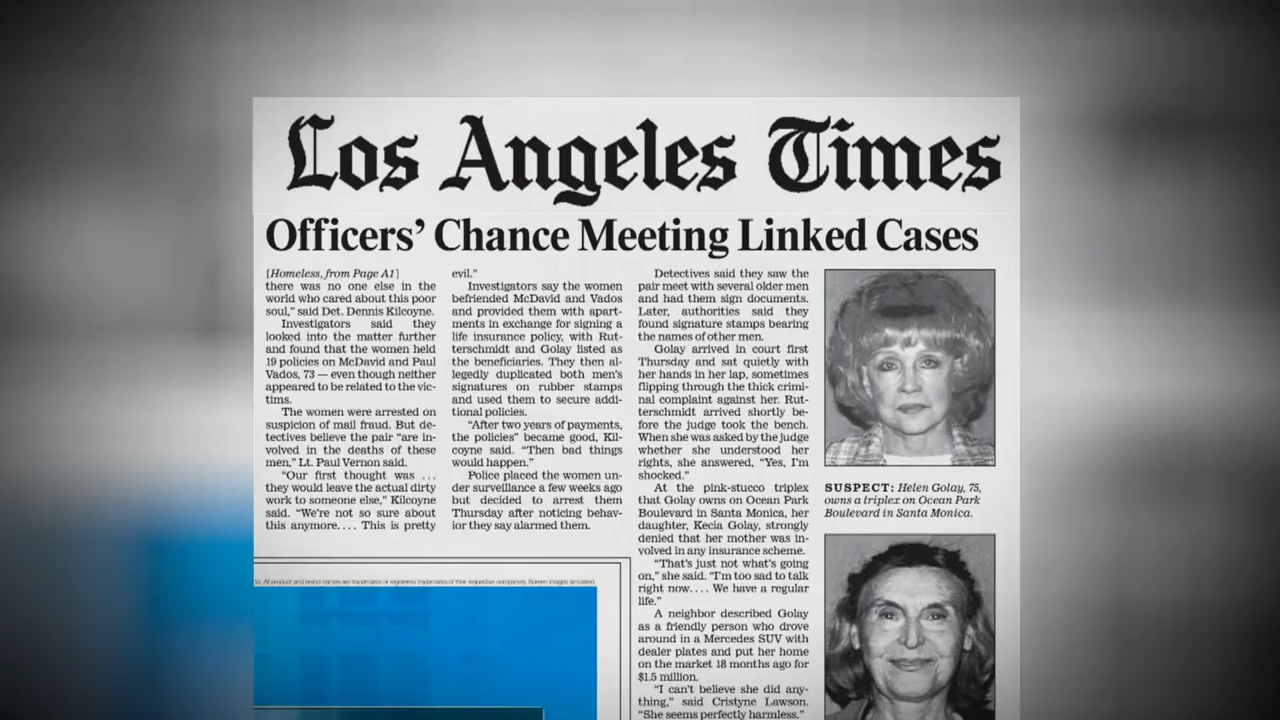 Los Angeles Times
Officers' Chance Meeting Linked Cases
[Homeless, from Page A1]
there was no one else in the
world who cared about this poor
soul," said Det. Dennis Kilcoyne.
Investigators said they
looked into the matter further
and found that the women held
19 policies on McDavid and Paul
Vados, 73 — even though neither
appeared to be related to the vic-
tims.
The women were arrested on
suspicion of mail fraud. But de-
tectives believe the pair "are in-
volved in the deaths of these
men," Lt. Paul Vernon said.
"Our first thought was ...
they would leave the actual dirty
work to someone else," Kilcoyne
said. "We're not so sure about
this anymore.... This is pretty
evil."
Investigators say the women
befriended McDavid and Vados
and provided them with apart-
ments in exchange for signing a
life insurance policy, with Rut-
terschmidt and Golay listed as
the beneficiaries. They then al-
legedly duplicated both men's
signatures on rubber stamps
and used them to secure addi-
tional policies.
"After two years of payments,
the policies" became good, Kil-
coyne said. "Then bad things
would happen."
Police placed the women un-
der surveillance a few weeks ago
but decided to arrest them
Thursday after noticing behav-
ior they say alarmed them.
Detectives said they saw the
pair meet with several older men
and had them sign documents.
Later, authorities said they
found signature stamps bearing
the names of other men.
Golay arrived in court first
Thursday and sat quietly with
her hands in her lap, sometimes
flipping through the thick crimi-
nal complaint against her. Rut-
terschmidt arrived shortly be-
fore the judge took the bench.
When she was asked by the judge
whether she understood her
rights, she answered, "Yes, I'm
shocked."
At the pink-stucco triplex
that Golay owns on Ocean Park
Boulevard in Santa Monica, her
daughter, Kecia Golay, strongly
denied that her mother was in-
volved in any insurance scheme.
"That's just not what's going
on," she said. "I'm too sad to talk
right now.... We have a regular
life."
A neighbor described Golay
as a friendly person who drove
around in a Mercedes SUV with
dealer plates and put her home
on the market 18 months ago for
$1.5 million.
"I can't believe she did any-
thing," said Cristyne Lawson.
"She seems perfectly harmless."
SUSPECT: Helen Golay, 75,
owns a triplex on Ocean Park
Boulevard in Santa Monica.
All product and brand names are trademarks or registered trademarks of their respective companies. Screen images simulated.